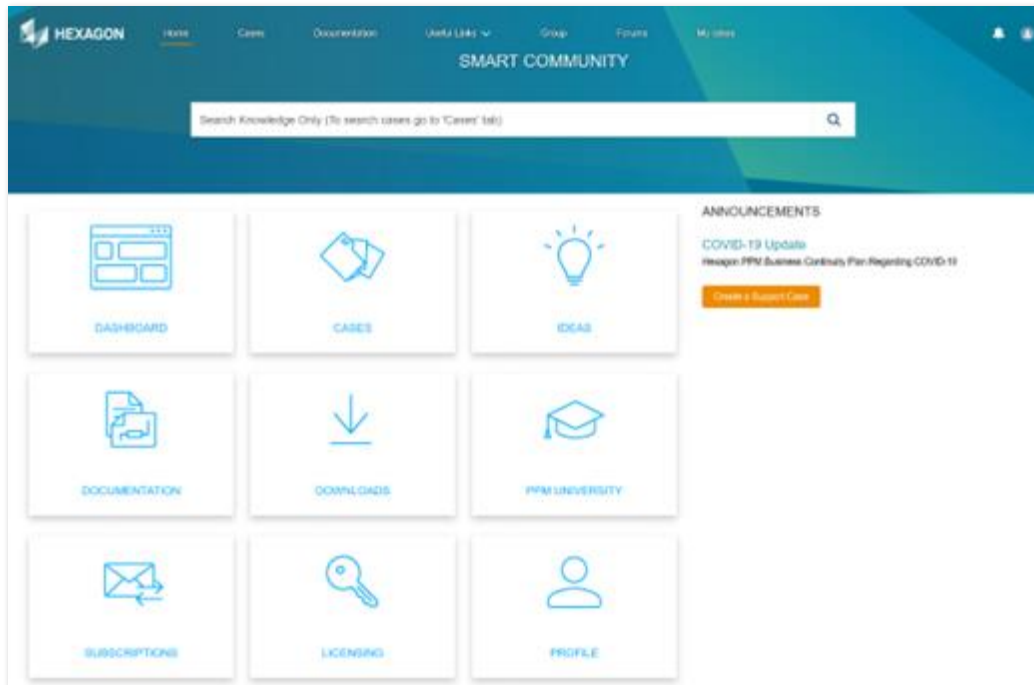 HEXAGON
Home
Cases
Documentation
Useful Links
Group
Forums
My Ideas
SMART COMMUNITY
Search Knowledge Only (To search cases go to 'Cases' tab)
ANNOUNCEMENTS
COVID-19 Update
Hexagon PPM Business Continuity Plan Regarding COVID-19
Create a Support Case
DASHBOARD
CASES
IDEAS
DOCUMENTATION
DOWNLOADS
PPM UNIVERSITY
SUBSCRIPTIONS
LICENSING
PROFILE